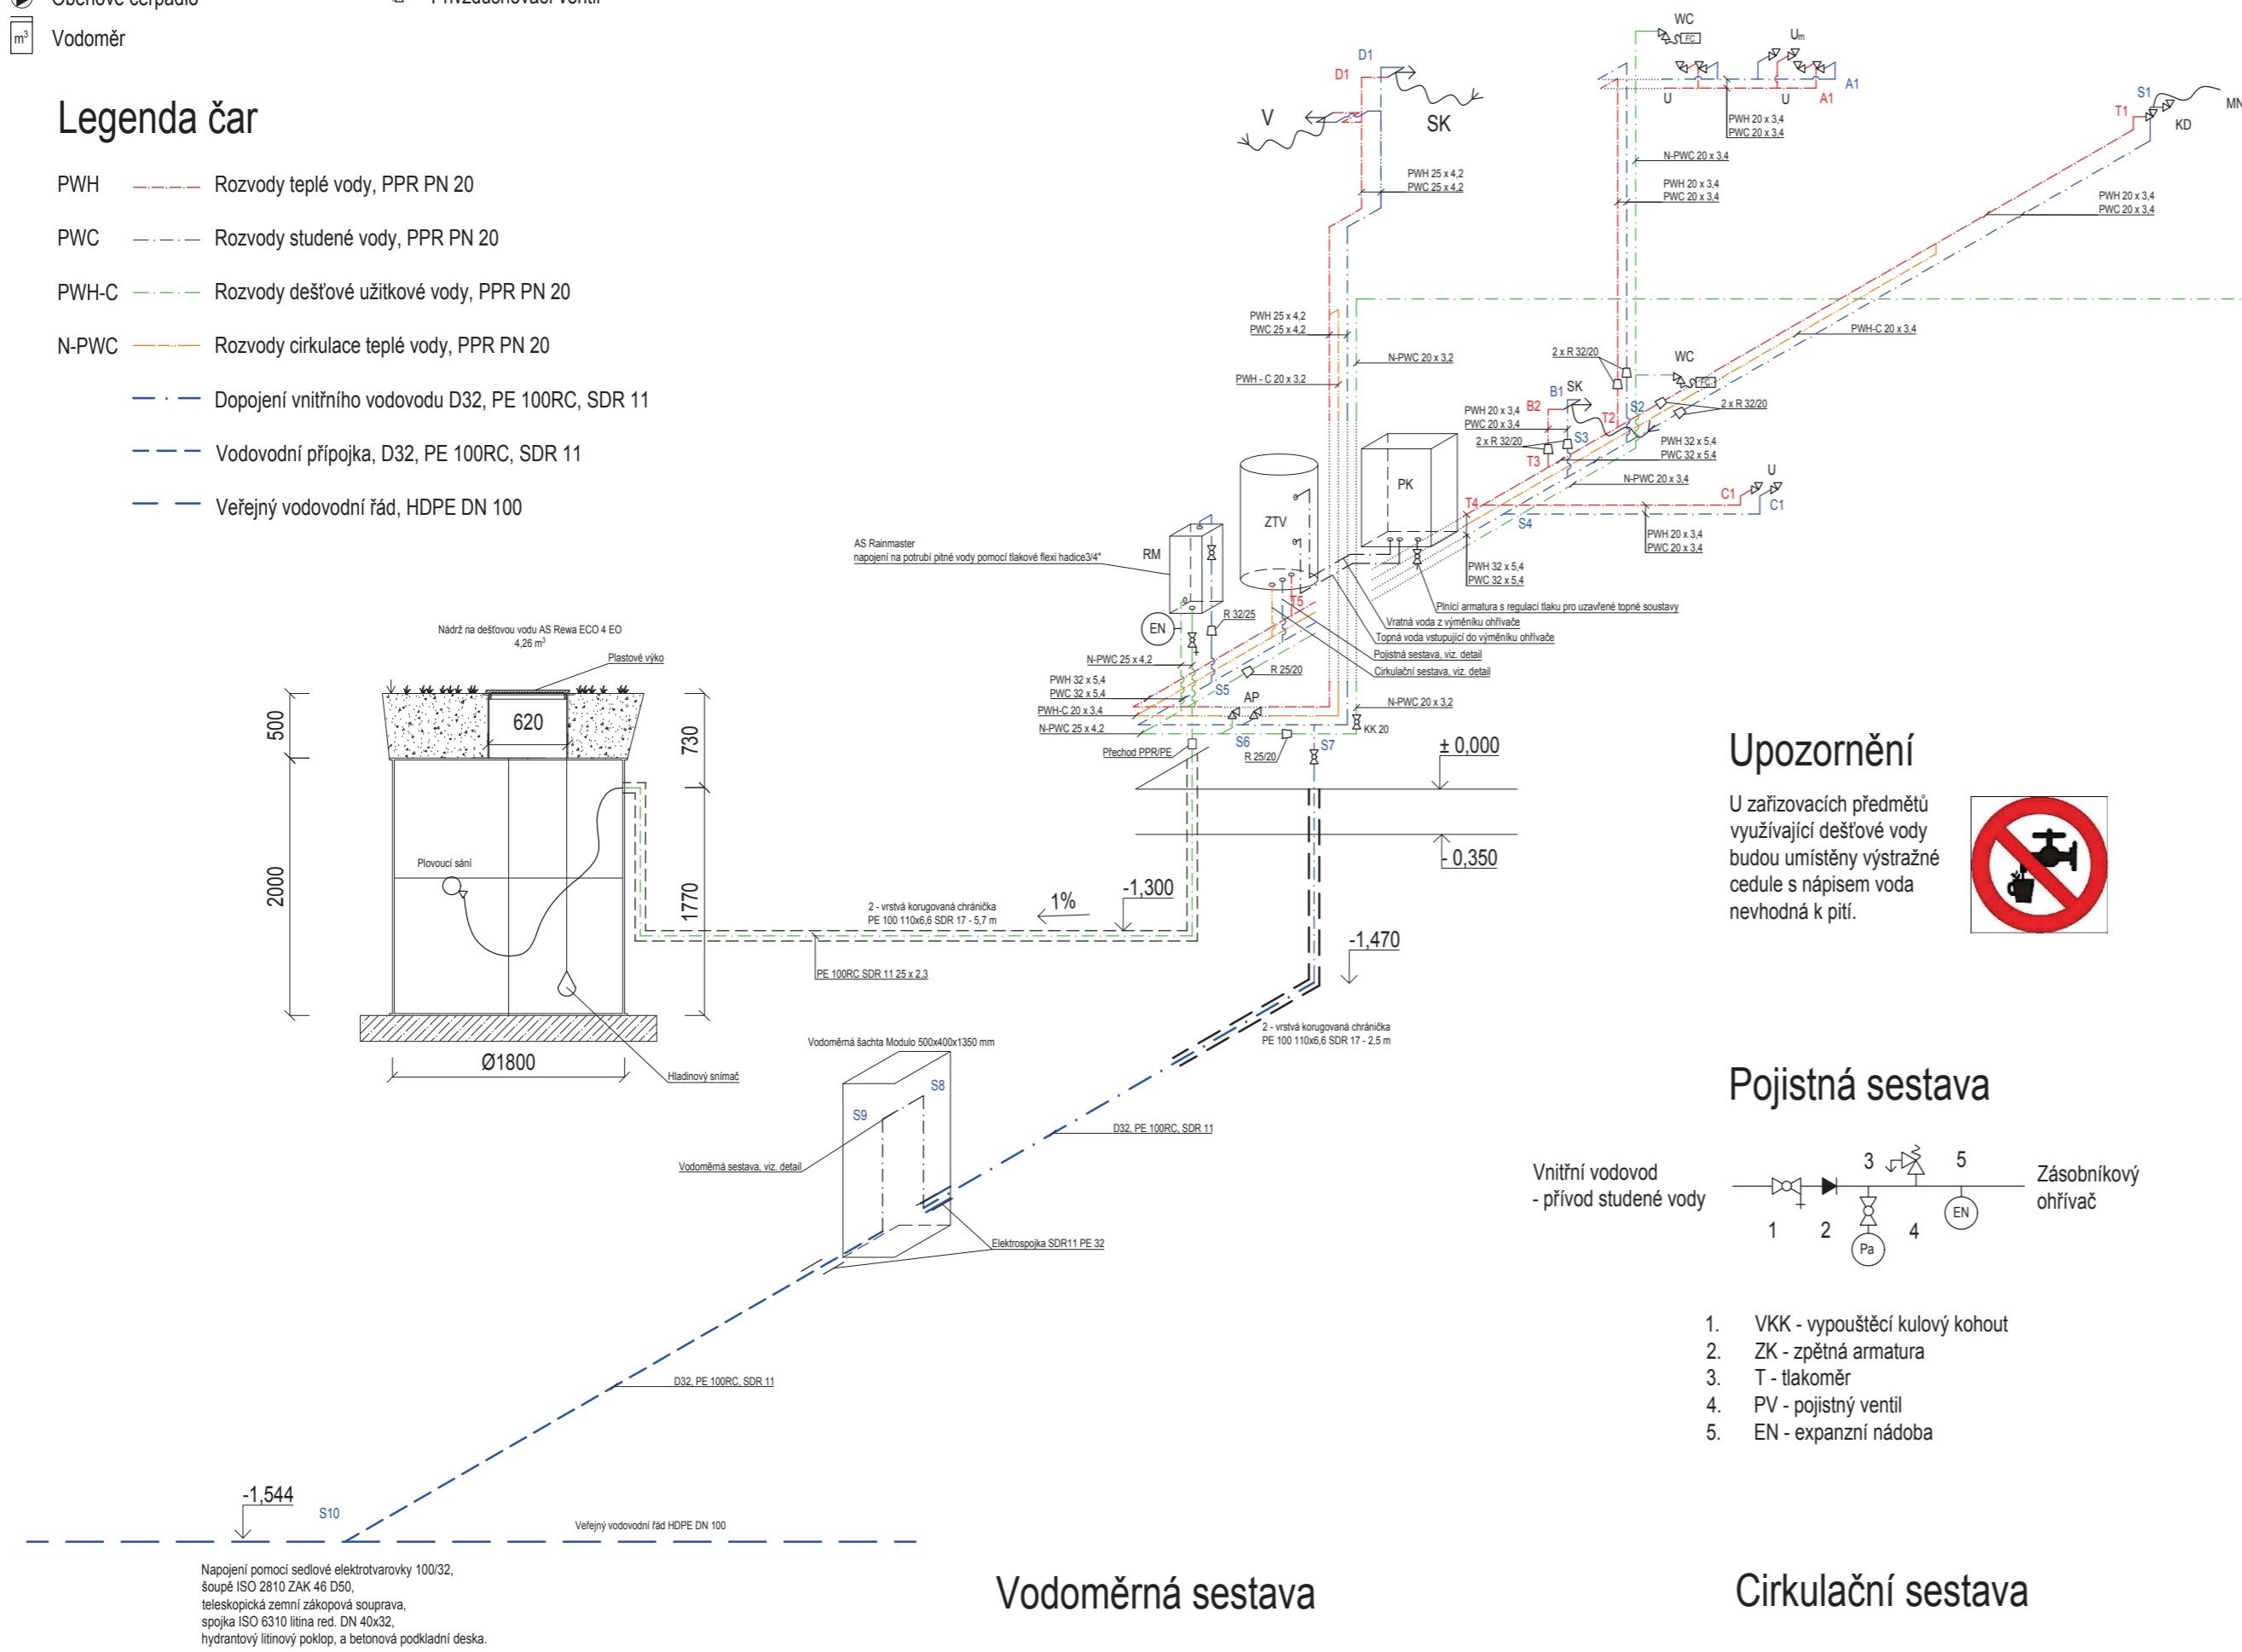 Oběhové čerpadlo
Přivzdušňovací ventil
m³ Vodoměr
Legenda čar
PWH Rozvody teplé vody, PPR PN 20
PWC Rozvody studené vody, PPR PN 20
PWH-C Rozvody dešťové užitkové vody, PPR PN 20
N-PWC Rozvody cirkulace teplé vody, PPR PN 20
Dopojení vnitřního vodovodu D32, PE 100RC, SDR 11
Vodovodní přípojka, D32, PE 100RC, SDR 11
Veřejný vodovodní řád, HDPE DN 100
D1
D1
V
SK
PWH 25 x 4,2
PWC 25 x 4,2
WC
FC
Um
U
U
A1
A1
PWH 20 x 3,4
PWC 20 x 3,4
N-PWC 20 x 3,4
PWH 20 x 3,4
PWC 20 x 3,4
S1
T1
KD
MN
PWH 20 x 3,4
PWC 20 x 3,4
PWH 25 x 4,2
PWC 25 x 4,2
N-PWC 20 x 3,2
PWH - C 20 x 3,2
PWH-C 20 x 3,4
2 x R 32/20
WC
FC
B1
SK
B2
PWH 20 x 3,4
PWC 20 x 3,4
T2
S2
2 x R 32/20
2 x R 32/20
S3
T3
PWH 32 x 5,4
PWC 32 x 5,4
N-PWC 20 x 3,4
U
C1
C1
T4
S4
PWH 20 x 3,4
PWC 20 x 3,4
PWH 32 x 5,4
PWC 32 x 5,4
PK
ZTV
RM
AS Rainmaster
napojení na potrubí pitné vody pomocí tlakové flexi hadice3/4"
T5
EN
R 32/25
Plnící armatura s regulací tlaku pro uzavřené topné soustavy
Vratná voda z výměníku ohřívače
Topná voda vstupující do výměníku ohřívače
Pojistná sestava, viz. detail
Cirkulační sestava, viz. detail
N-PWC 25 x 4,2
R 25/20
PWH 32 x 5,4
PWC 32 x 5,4
S5
AP
PWH-C 20 x 3,4
N-PWC 20 x 3,2
N-PWC 25 x 4,2
KK 20
S6
S7
R 25/20
Přechod PPR/PE
± 0,000
- 0,350
-1,300
1%
-1,470
Nádrž na dešťovou vodu AS Rewa ECO 4 EO
4,26 m³
Plastové výko
500
620
730
2000
1770
Plovoucí sání
Ø1800
Hladinový snímač
2 - vrstvá korugovaná chránička
PE 100 110x6,6 SDR 17 - 5,7 m
PE 100RC SDR 11 25 x 2,3
2 - vrstvá korugovaná chránička
PE 100 110x6,6 SDR 17 - 2,5 m
Vodoměrná šachta Modulo 500x400x1350 mm
S8
S9
Vodoměrná sestava, viz. detail
D32, PE 100RC, SDR 11
Elektrospojka SDR11 PE 32
D32, PE 100RC, SDR 11
-1,544
S10
Veřejný vodovodní řád HDPE DN 100
Napojení pomocí sedlové elektrotvarovky 100/32,
šoupě ISO 2810 ZAK 46 D50,
teleskopická zemní zákopová souprava,
spojka ISO 6310 litina red. DN 40x32,
hydrantový litinový poklop, a betonová podkladní deska.
Upozornění
U zařizovacích předmětů
využívající dešťové vody
budou umístěny výstražné
cedule s nápisem voda
nevhodná k pití.
Pojistná sestava
Vnitřní vodovod
- přívod studené vody
3
5
Zásobníkový
ohřívač
1
2
4
EN
Pa
1. VKK - vypouštěcí kulový kohout
2. ZK - zpětná armatura
3. T - tlakoměr
4. PV - pojistný ventil
5. EN - expanzní nádoba
Vodoměrná sestava
Cirkulační sestava